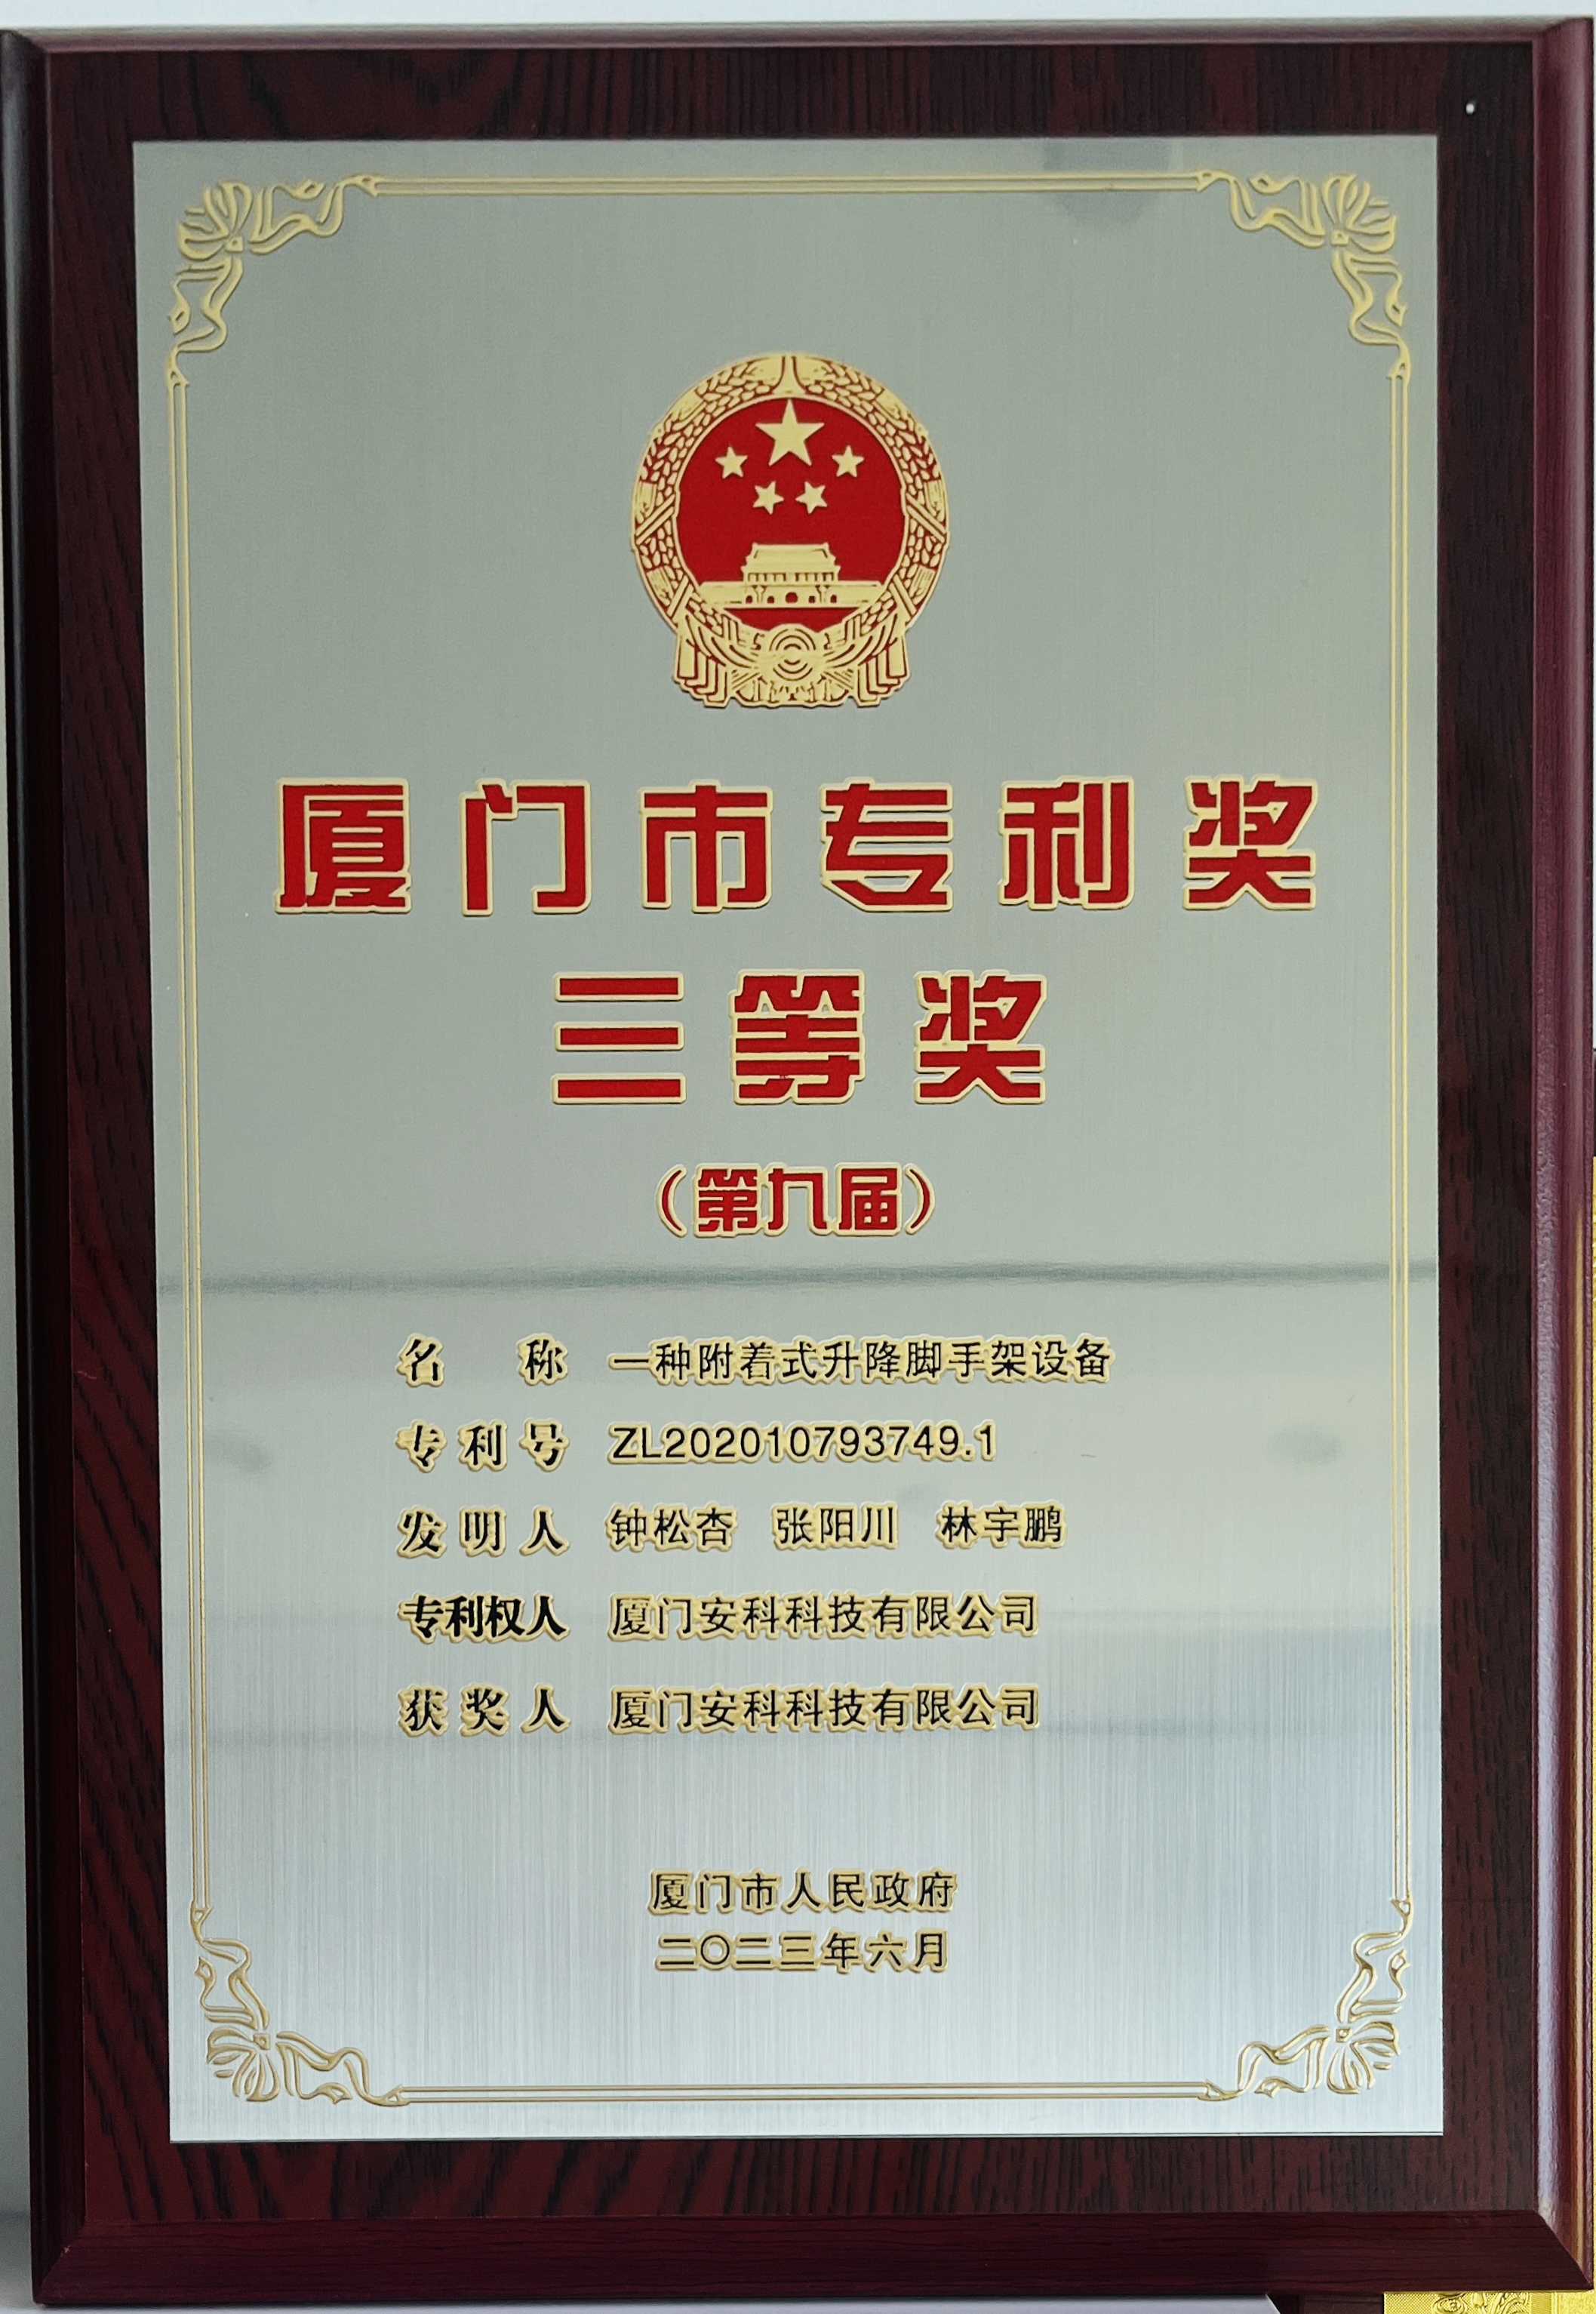 厦门市专利奖
三等奖
（第九届）
名称 一种附着式升降脚手架设备
专利号 ZL202010793749.1
发明人 钟松杏 张阳川 林宇鹏
专利权人 厦门安科科技有限公司
获奖人 厦门安科科技有限公司
厦门市人民政府
二〇二三年六月